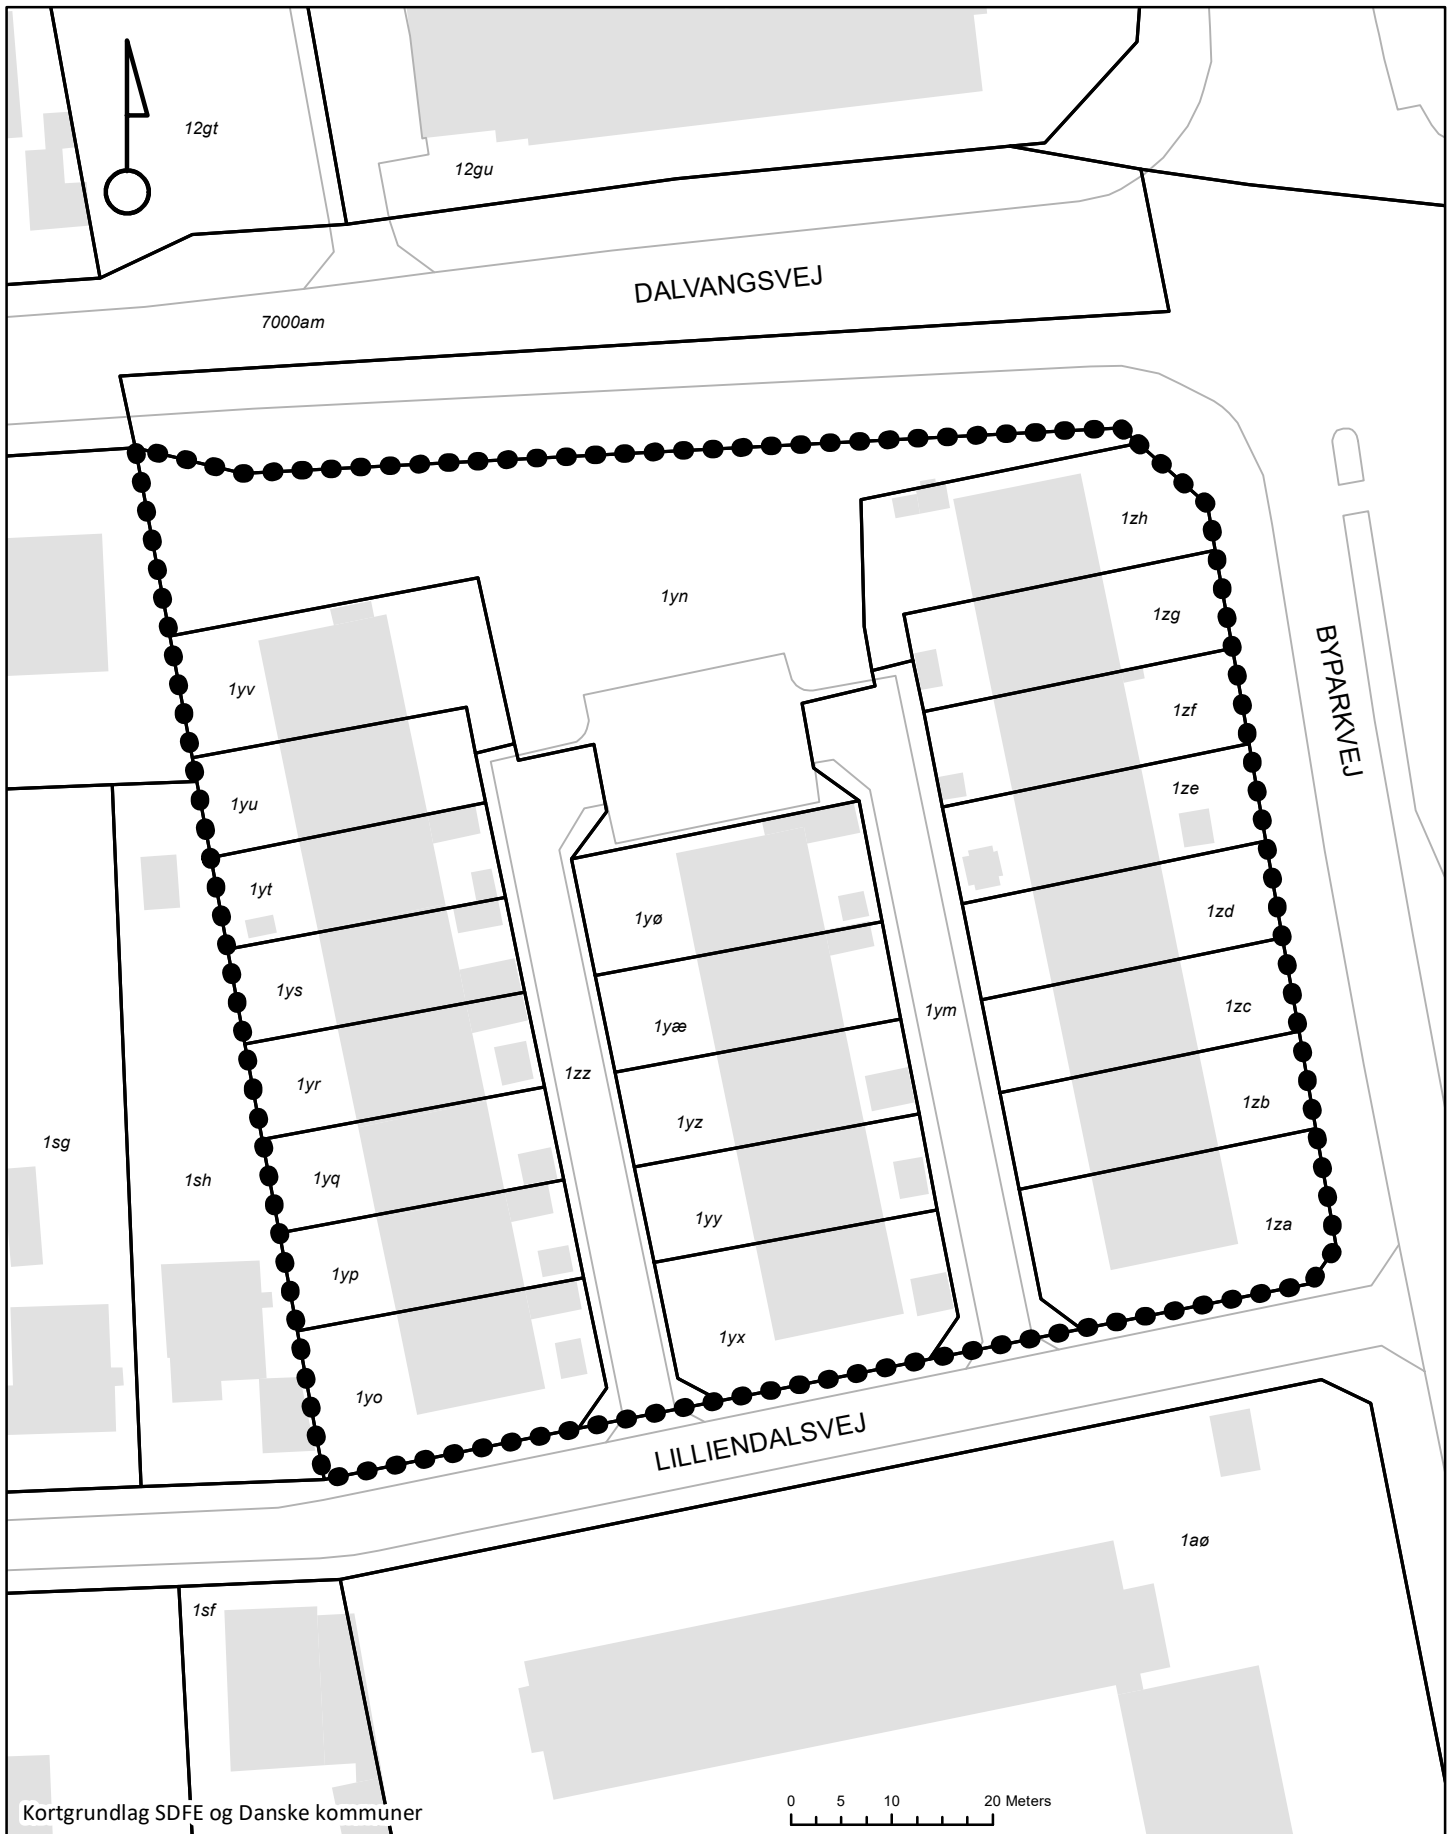 12gt
12gu
DALVANGSVEJ
7000am
1zh
1yn
1zg
BYPARKVEJ
1yv
1zf
1yu
1ze
1yt
1yø
1zd
1ys
1ym
1zc
1yæ
1zz
1yr
1zb
1yz
1sg
1sh
1yq
1yy
1za
1yp
1yx
1yo
LILLIENDALSVEJ
1aø
1sf
Kortgrundlag SDFE og Danske kommuner
0 5 10 20 Meters